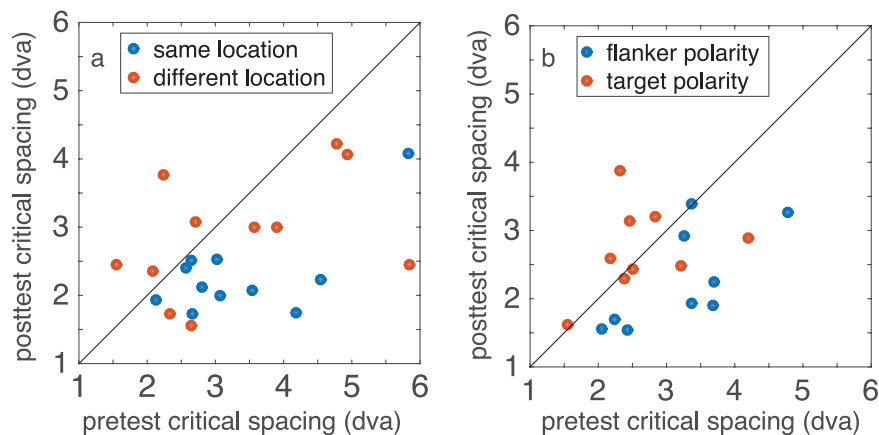 a
same location
different location
6
5
4
3
2
1
1 2 3 4 5 6
posttest critical spacing (dva)
pretest critical spacing (dva)
b
flanker polarity
target polarity
6
5
4
3
2
1
1 2 3 4 5 6
posttest critical spacing (dva)
pretest critical spacing (dva)